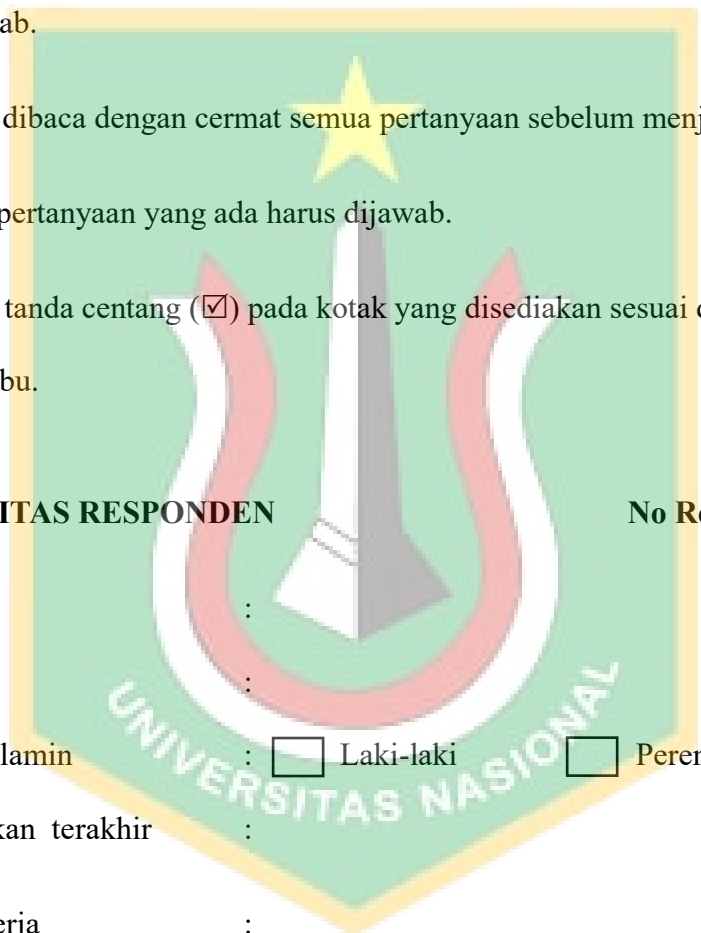 ab.
dibaca dengan cermat semua pertanyaan sebelum menj
pertanyaan yang ada harus dijawab.
tanda centang (☑) pada kotak yang disediakan sesuai
bu.
ITAS RESPONDEN No Re
:
:
lamin : Laki-laki Perem
kan terakhir :
erja :
UNIVERSITAS NASIONAL